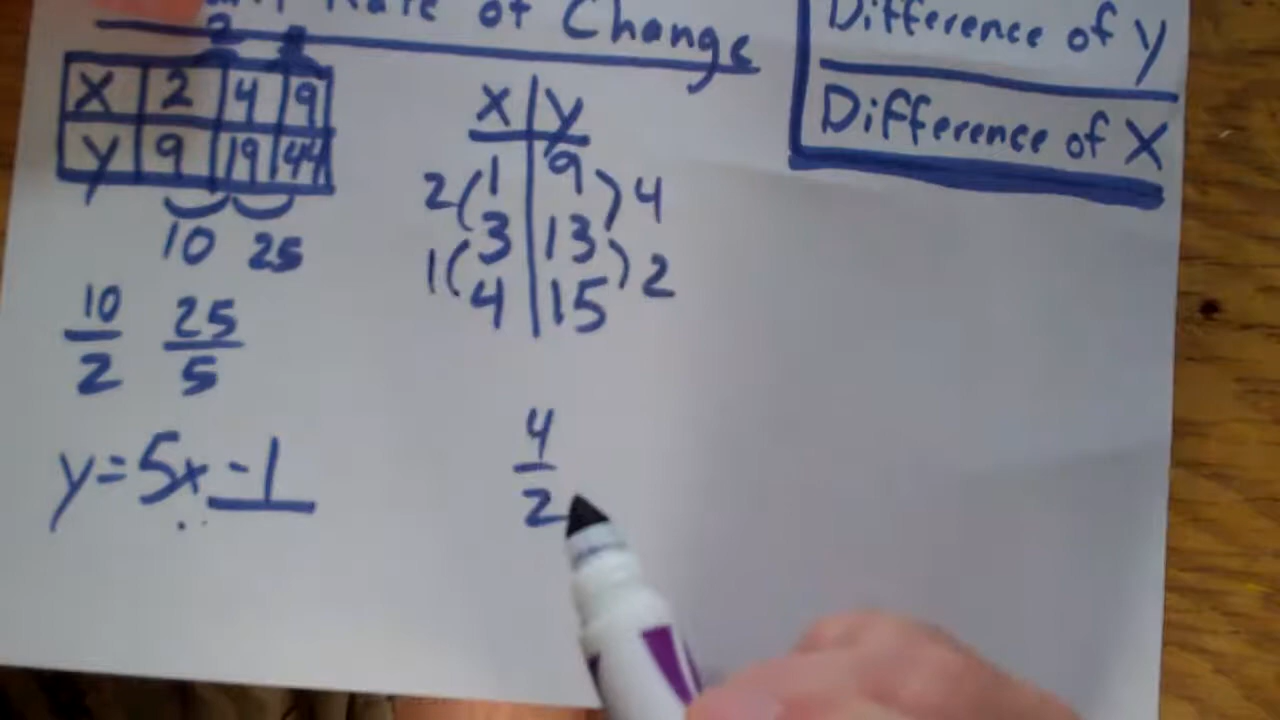 Rate of Change
Difference of y
Difference of X
X 2 4 9
y 9 19 44
10 25
10 25
2 5
y=5x-1
X y
1 9
2 4
3 13
1 2
4 15
4
2